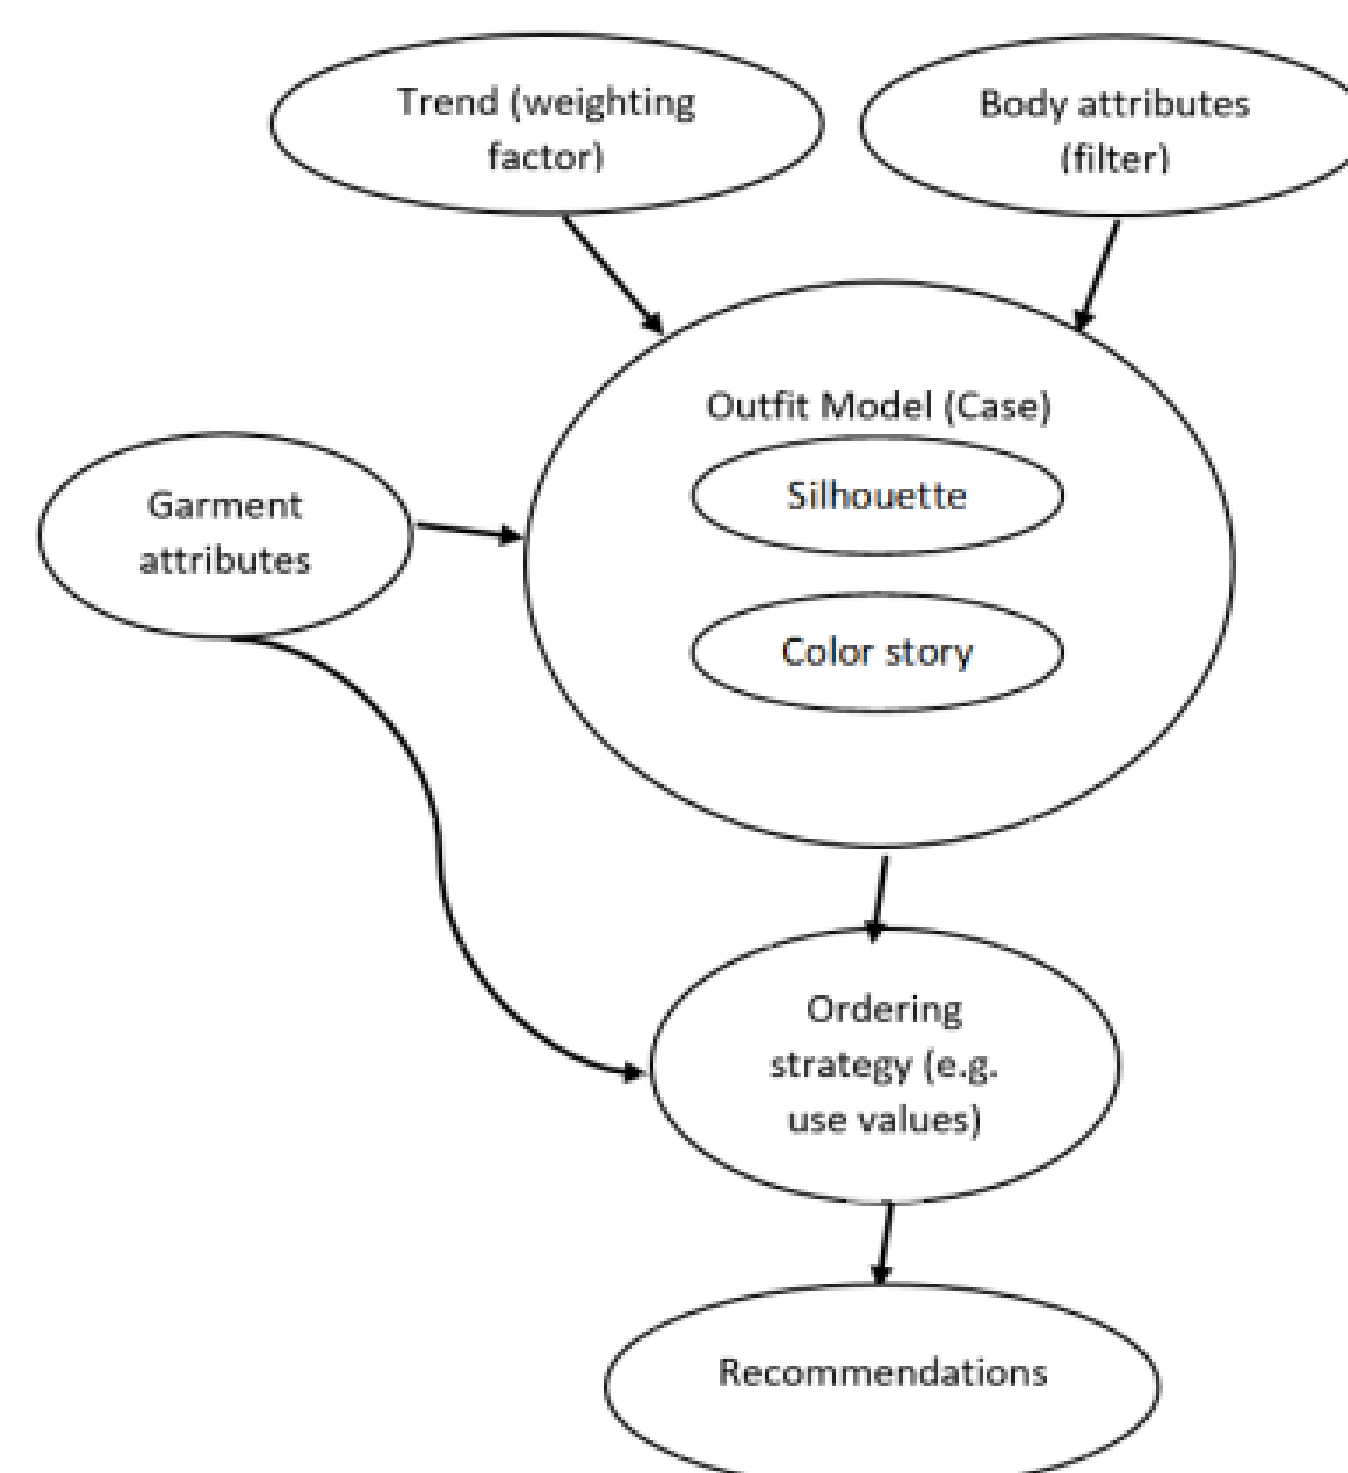 Trend (weighting
factor)
Body attributes
(filter)
Outfit Model (Case)
Silhouette
Garment
attributes
Color story
Ordering
strategy (e.g.
use values)
Recommendations